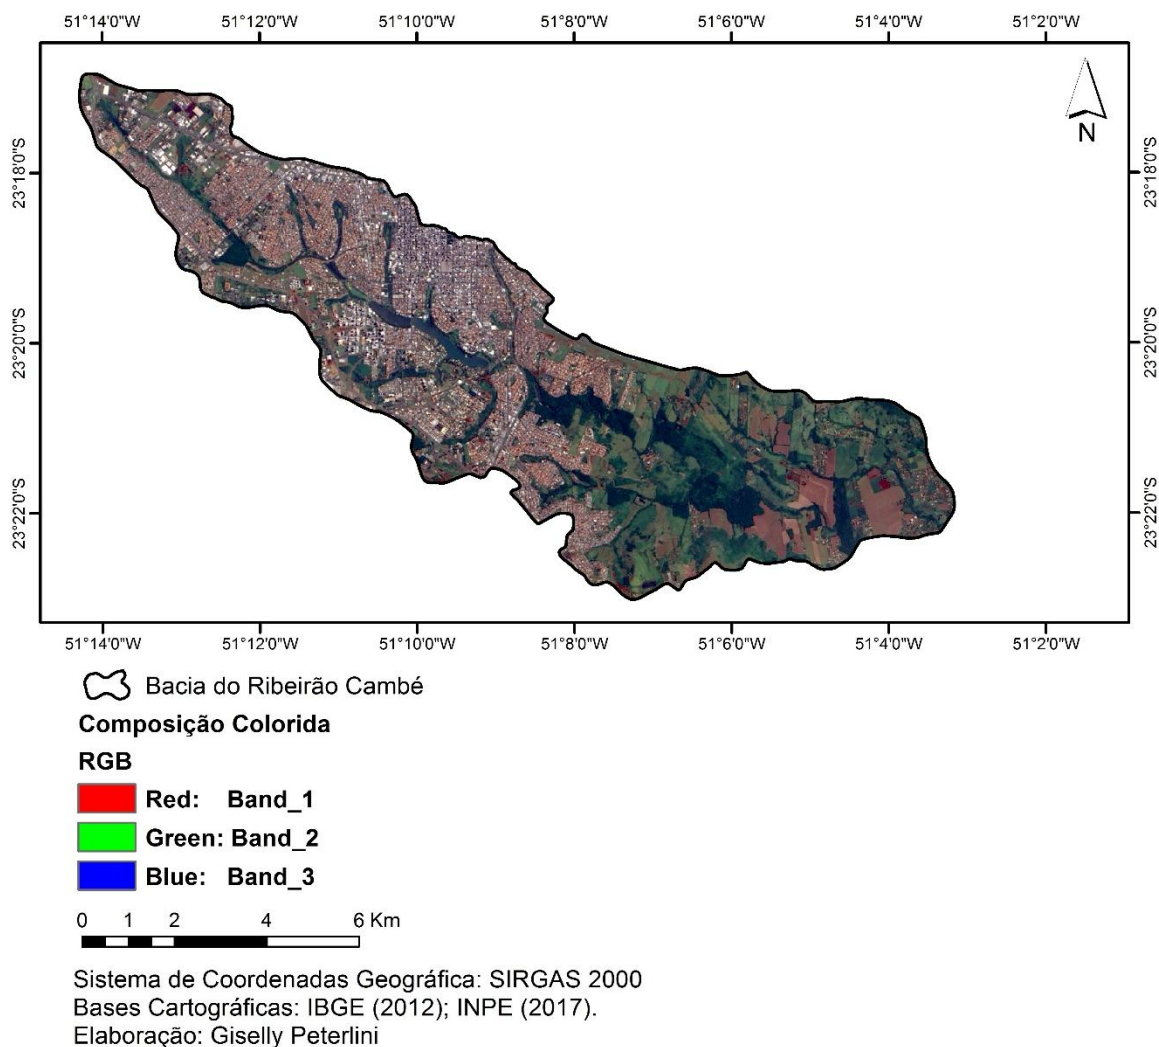 51°14'0"W 51°12'0"W 51°10'0"W 51°8'0"W 51°6'0"W 51°4'0"W 51°2'0"W
N
23°18'0"S 23°18'0"S
23°20'0"S 23°20'0"S
23°22'0"S 23°22'0"S
51°14'0"W 51°12'0"W 51°10'0"W 51°8'0"W 51°6'0"W 51°4'0"W 51°2'0"W
Bacia do Ribeirão Cambé
Composição Colorida
RGB
Red: Band_1
Green: Band_2
Blue: Band_3
0 1 2 4 6 Km
Sistema de Coordenadas Geográfica: SIRGAS 2000
Bases Cartográficas: IBGE (2012); INPE (2017).
Elaboração: Giselly Peterlini